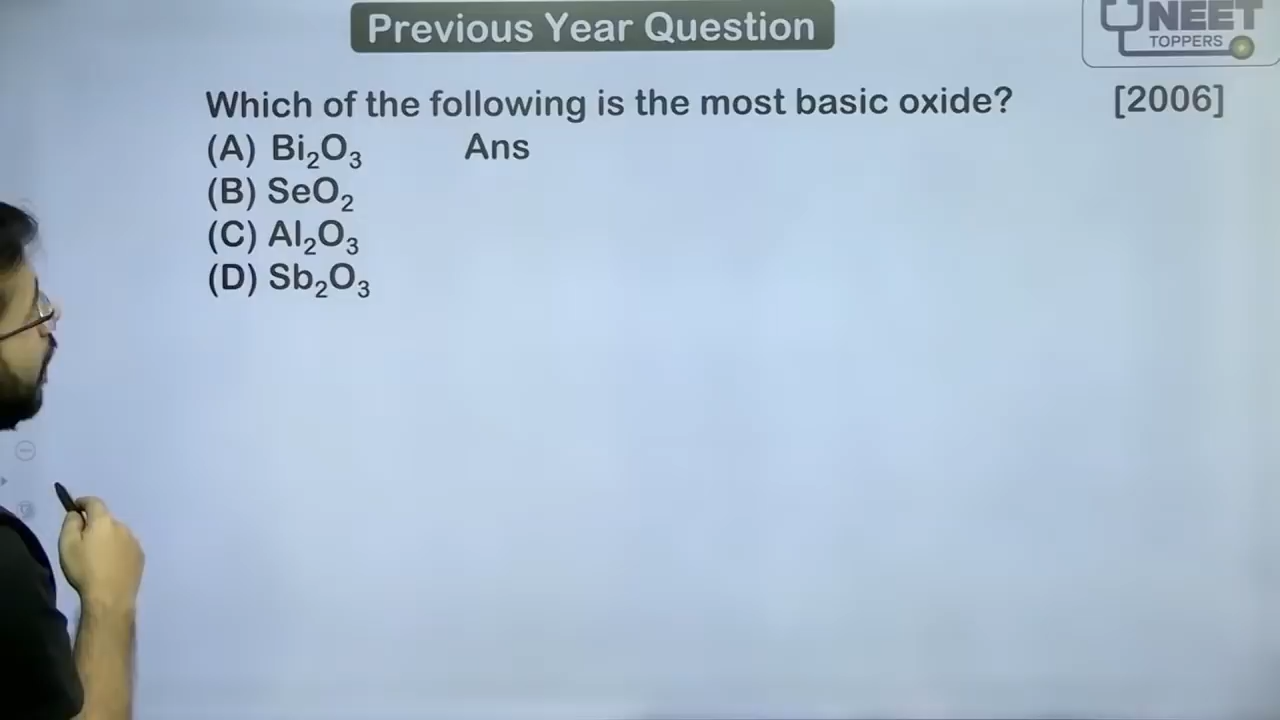 Previous Year Question
NEET
TOPPERS
Which of the following is the most basic oxide? [2006]
(A) Bi₂O₃ Ans
(B) SeO₂
(C) Al₂O₃
(D) Sb₂O₃